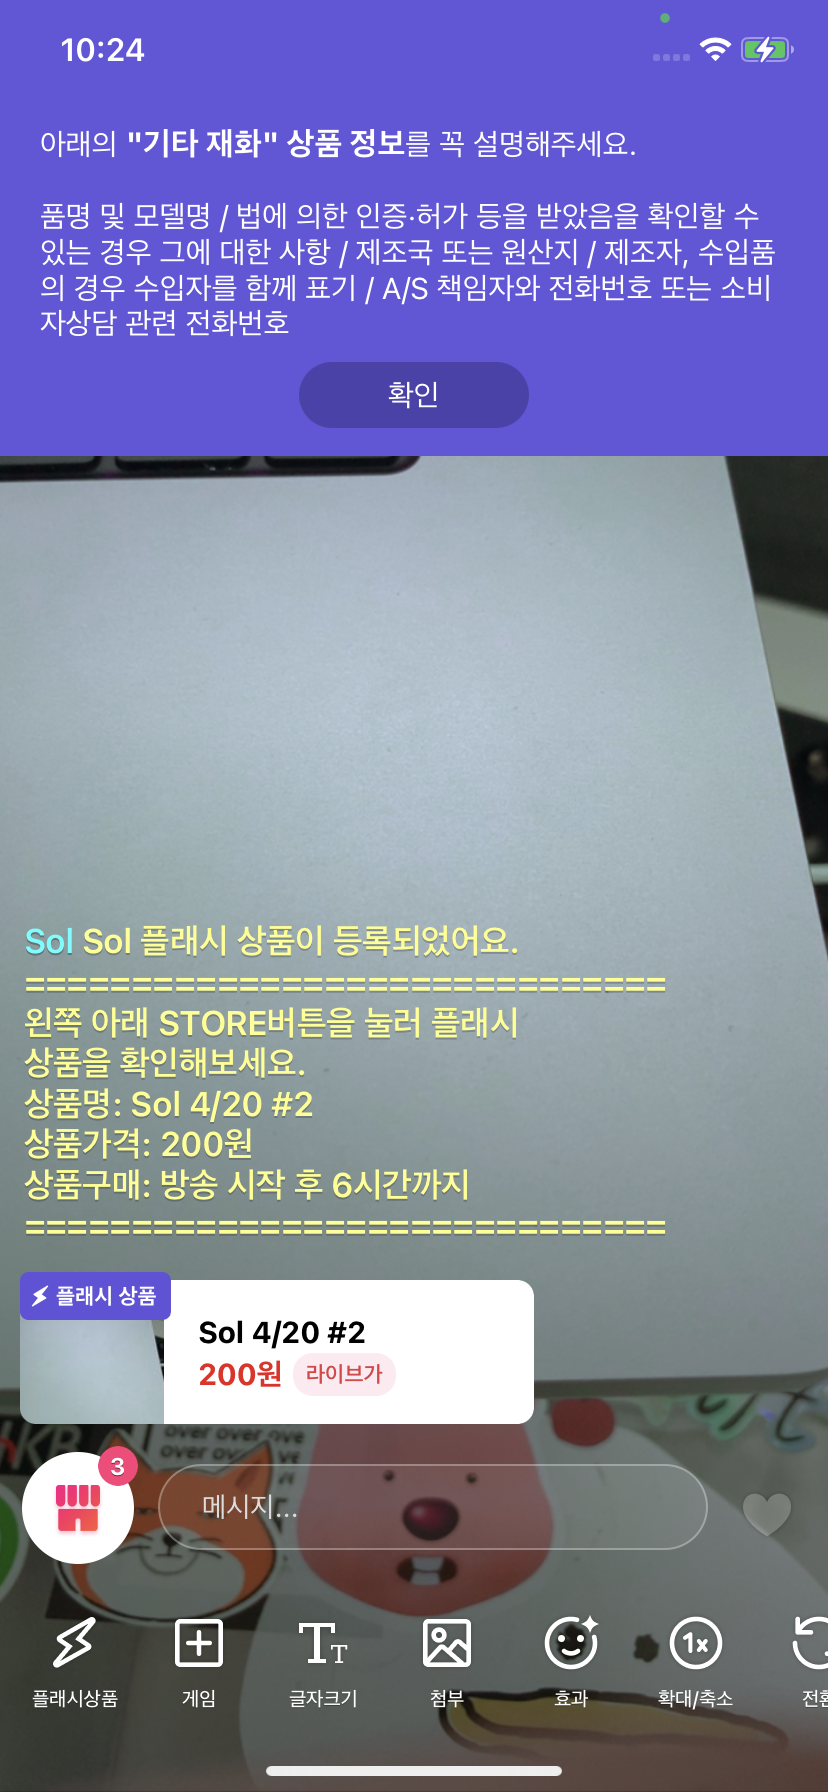 10:24
아래의 "기타 재화" 상품 정보를 꼭 설명해주세요.
품명 및 모델명 / 법에 의한 인증·허가 등을 받았음을 확인할 수
있는 경우 그에 대한 사항 / 제조국 또는 원산지 / 제조자, 수입품
의 경우 수입자를 함께 표기 / A/S 책임자와 전화번호 또는 소비
자상담 관련 전화번호
확인
Sol Sol 플래시 상품이 등록되었어요.
==============================
왼쪽 아래 STORE버튼을 눌러 플래시
상품을 확인해보세요.
상품명: Sol 4/20 #2
상품가격: 200원
상품구매: 방송 시작 후 6시간까지
==============================
플래시 상품
Sol 4/20 #2
200원 라이브가
over over
over over
3
메시지...
1x
플래시상품 게임 글자크기 첨부 효과 확대/축소